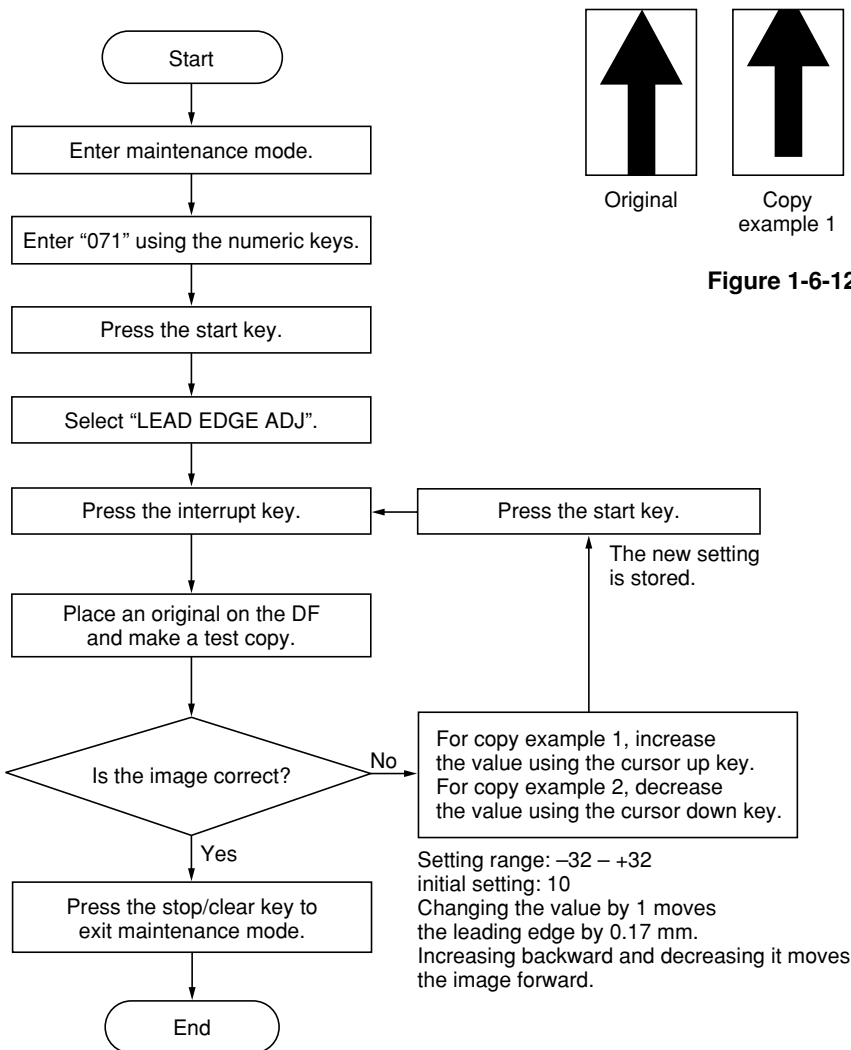 Start
Enter maintenance mode.
Enter “071” using the numeric keys.
Press the start key.
Select “LEAD EDGE ADJ”.
Press the interrupt key.
Place an original on the DF
and make a test copy.
Is the image correct?
Yes
Press the stop/clear key to
exit maintenance mode.
End
No
For copy example 1, increase
the value using the cursor up key.
For copy example 2, decrease
the value using the cursor down key.
Setting range: –32 – +32
initial setting: 10
Changing the value by 1 moves
the leading edge by 0.17 mm.
Increasing backward and decreasing it moves
the image forward.
The new setting
is stored.
Press the start key.
Original
Copy
example 1
Figure 1-6-12